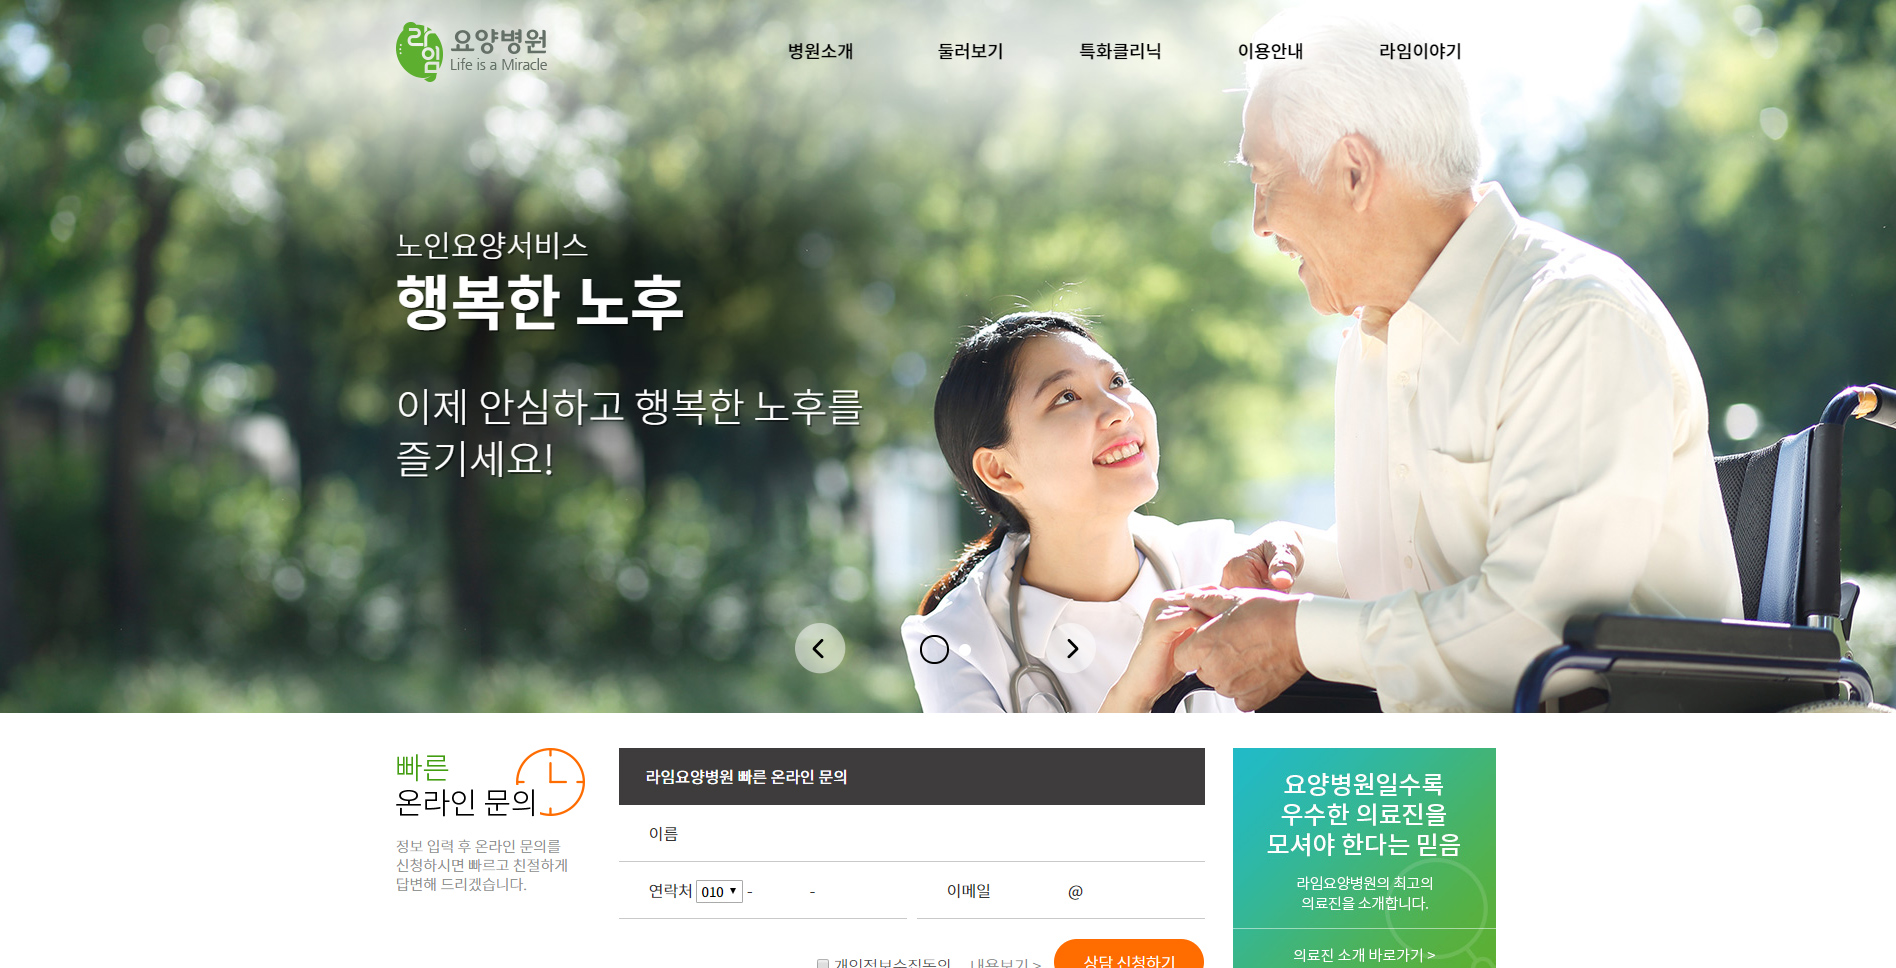 라임 요양병원
Life is a Miracle
병원소개 둘러보기 특화클리닉 이용안내 라임이야기
노인요양서비스
행복한 노후
이제 안심하고 행복한 노후를
즐기세요!
빠른
온라인 문의
정보 입력 후 온라인 문의를
신청하시면 빠르고 친절하게
답변해 드리겠습니다.
라임요양병원 빠른 온라인 문의
이름
연락처 010 - - 이메일 @
개인정보수집동의 내용보기 >
상담 신청하기
요양병원일수록
우수한 의료진을
모셔야 한다는 믿음
라임요양병원의 최고의
의료진을 소개합니다.
의료진 소개 바로가기 >